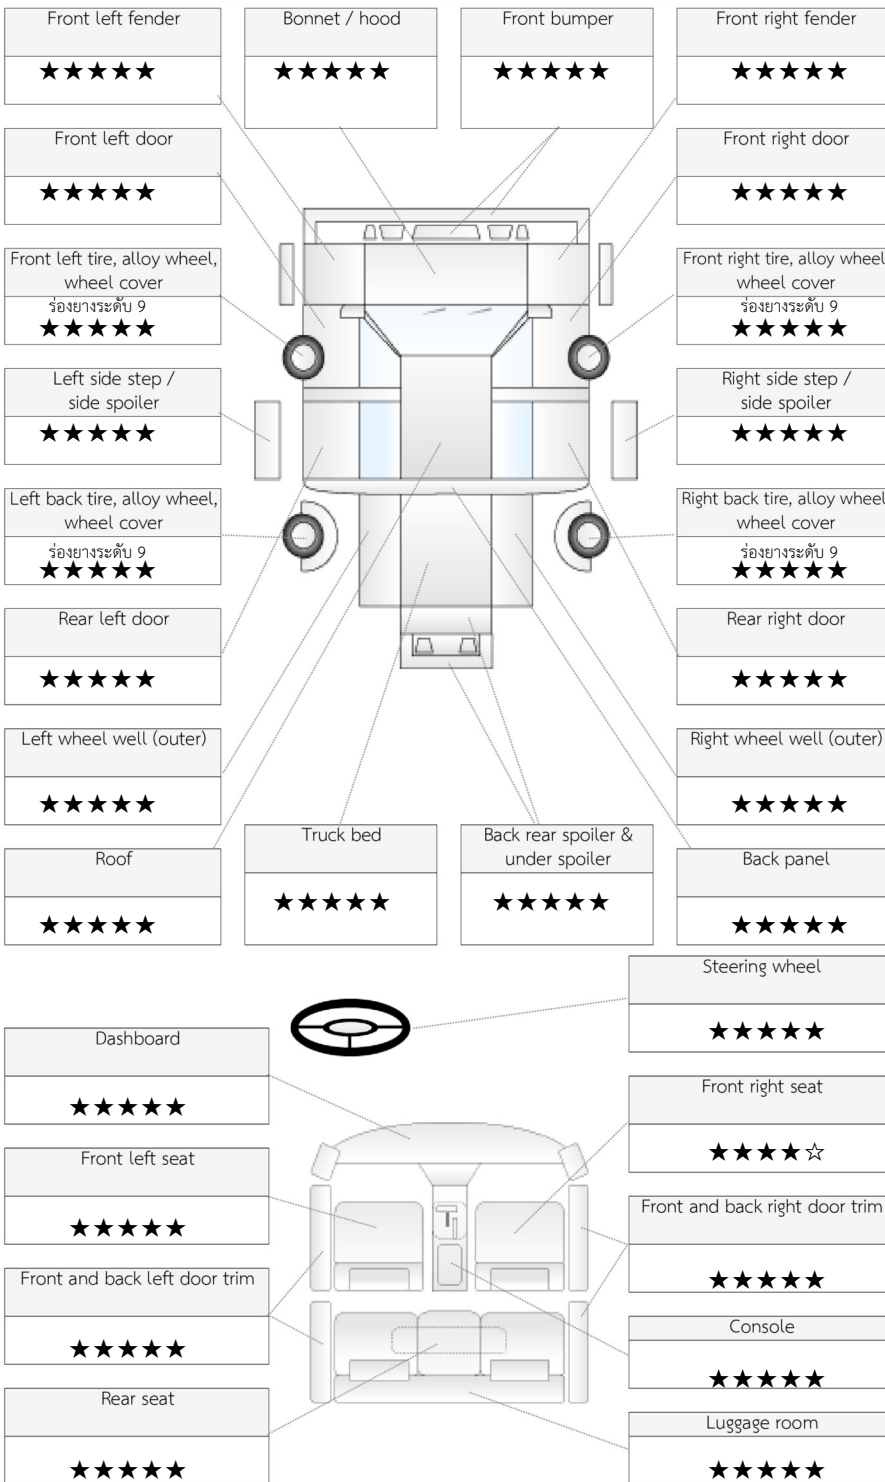 Front left fender
★★★★★
Bonnet / hood
★★★★★
Front bumper
★★★★★
Front right fender
★★★★★
Front left door
★★★★★
Front right door
★★★★★
Front left tire, alloy wheel,
wheel cover
ร่องยางระดับ 9
★★★★★
Front right tire, alloy wheel
wheel cover
ร่องยางระดับ 9
★★★★★
Left side step /
side spoiler
★★★★★
Right side step /
side spoiler
★★★★★
Left back tire, alloy wheel,
wheel cover
ร่องยางระดับ 9
★★★★★
Right back tire, alloy wheel
wheel cover
ร่องยางระดับ 9
★★★★★
Rear left door
★★★★★
Rear right door
★★★★★
Left wheel well (outer)
★★★★★
Right wheel well (outer)
★★★★★
Roof
★★★★★
Truck bed
★★★★★
Back rear spoiler &
under spoiler
★★★★★
Back panel
★★★★★
Steering wheel
★★★★★
Dashboard
★★★★★
Front right seat
★★★★☆
Front left seat
★★★★★
Front and back right door trim
★★★★★
Front and back left door trim
★★★★★
Console
★★★★★
Rear seat
★★★★★
Luggage room
★★★★★